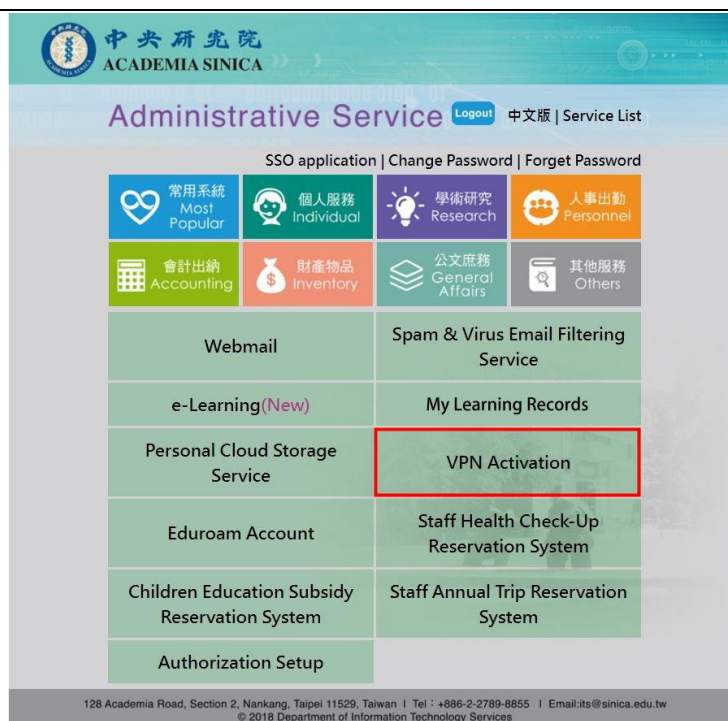 中央研究院
ACADEMIA SINICA
Administrative Service Logout 中文版 | Service List
SSO application | Change Password | Forget Password
常用系統
Most
Popular
個人服務
Individual
學術研究
Research
人事出勤
Personnel
會計出納
Accounting
財產物品
Inventory
公文庶務
General
Affairs
其他服務
Others
Webmail
Spam & Virus Email Filtering
Service
e-Learning(New)
My Learning Records
Personal Cloud Storage
Service
VPN Activation
Eduroam Account
Staff Health Check-Up
Reservation System
Children Education Subsidy
Reservation System
Staff Annual Trip Reservation
System
Authorization Setup
128 Academia Road, Section 2, Nankang, Taipei 11529, Taiwan | Tel：+886-2-2789-8855 | Email:its@sinica.edu.tw
© 2018 Department of Information Technology Services